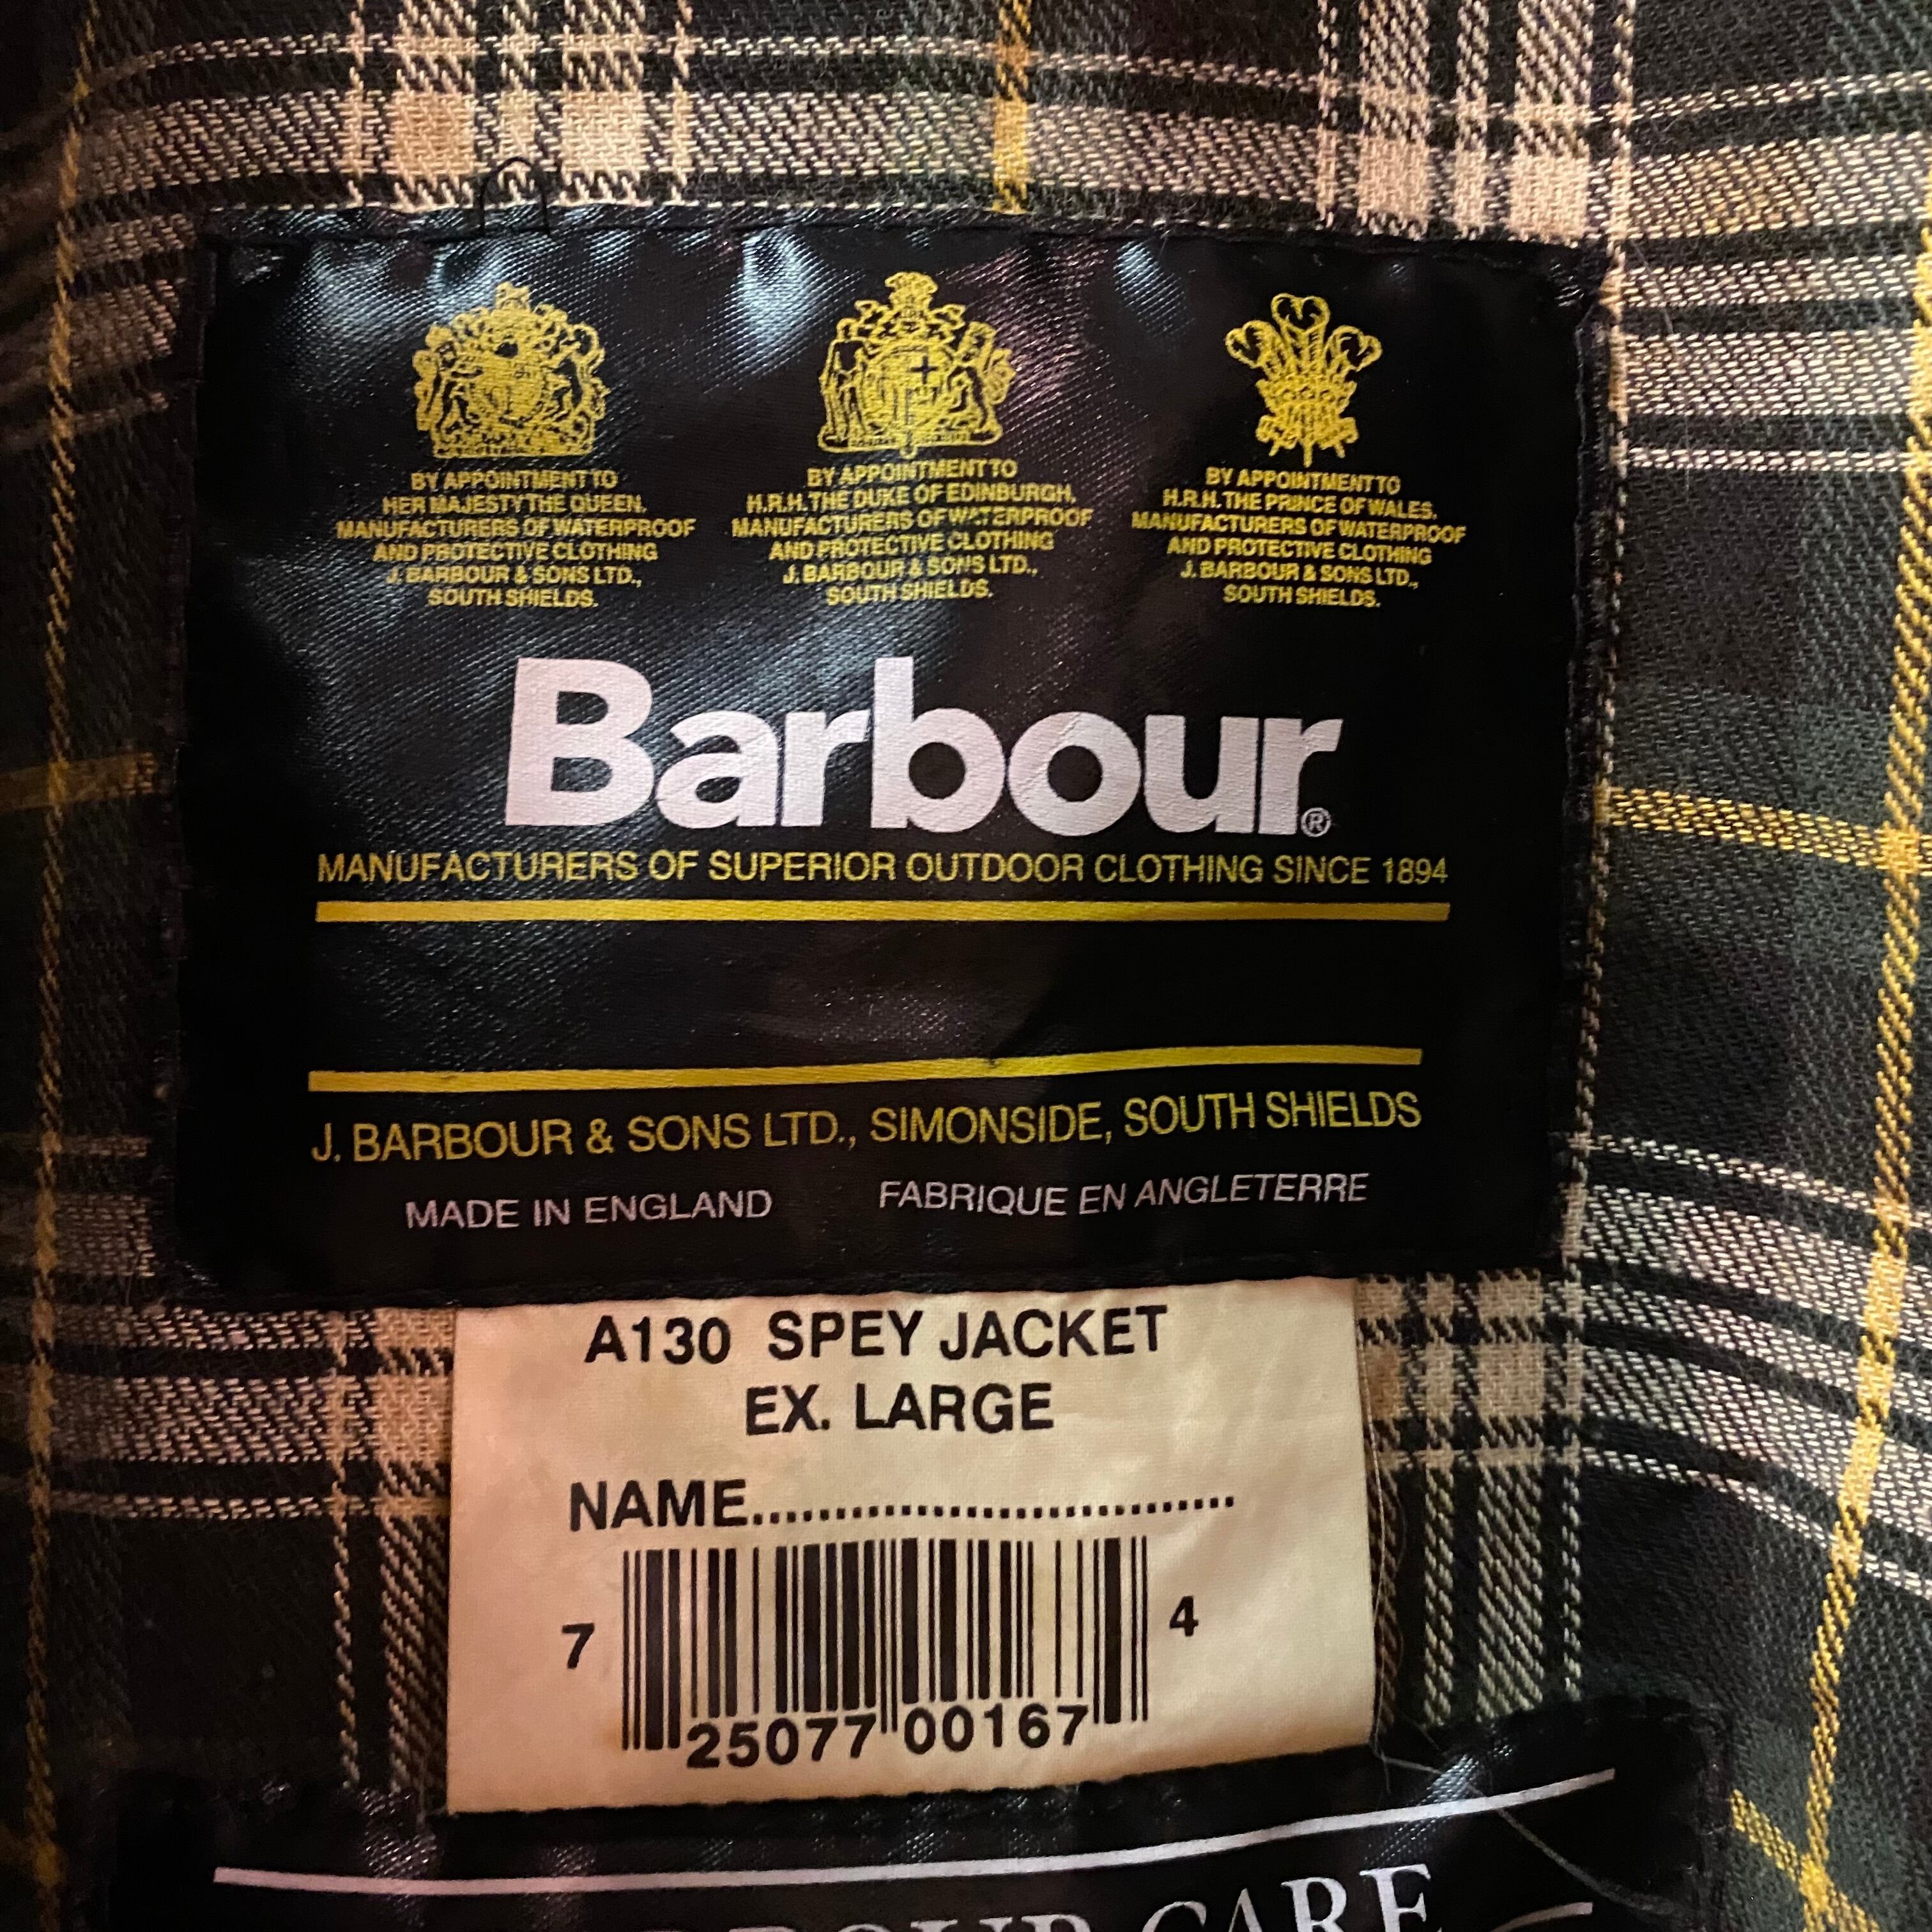 BY APPOINTMENT TO
HER MAJESTY THE QUEEN.
MANUFACTURERS OF WATERPROOF
AND PROTECTIVE CLOTHING
J. BARBOUR & SONS LTD.,
SOUTH SHIELDS.
BY APPOINTMENT TO
H.R.H. THE DUKE OF EDINBURGH.
MANUFACTURERS OF WATERPROOF
AND PROTECTIVE CLOTHING
J. BARBOUR & SONS LTD.,
SOUTH SHIELDS.
BY APPOINTMENT TO
H.R.H. THE PRINCE OF WALES.
MANUFACTURERS OF WATERPROOF
AND PROTECTIVE CLOTHING
J. BARBOUR & SONS LTD.,
SOUTH SHIELDS.
Barbour®
MANUFACTURERS OF SUPERIOR OUTDOOR CLOTHING SINCE 1894
J. BARBOUR & SONS LTD., SIMONSIDE, SOUTH SHIELDS
MADE IN ENGLAND FABRIQUE EN ANGLETERRE
A130 SPEY JACKET
EX. LARGE
NAME..............................
7 25077 00167 4
CARE